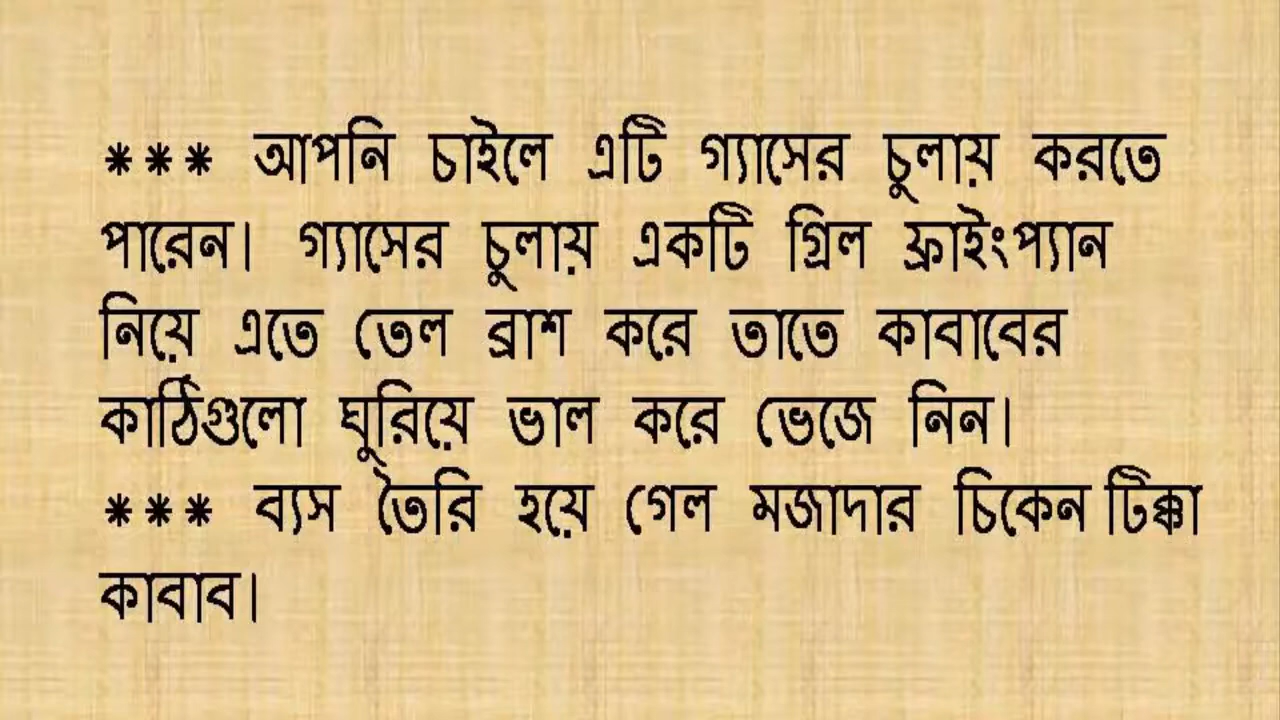 *** আপনি চাইলে এটি গ্যাসের চুলায় করতে
পারেন। গ্যাসের চুলায় একটি গ্রিল ফ্রাইংপ্যান
নিয়ে এতে তেল ব্রাশ করে তাতে কাবাবের
কাঠিগুলো ঘুরিয়ে ভাল করে ভেজে নিন।
*** ব্যস তৈরি হয়ে গেল মজাদার চিকেন টিক্কা
কাবাব।